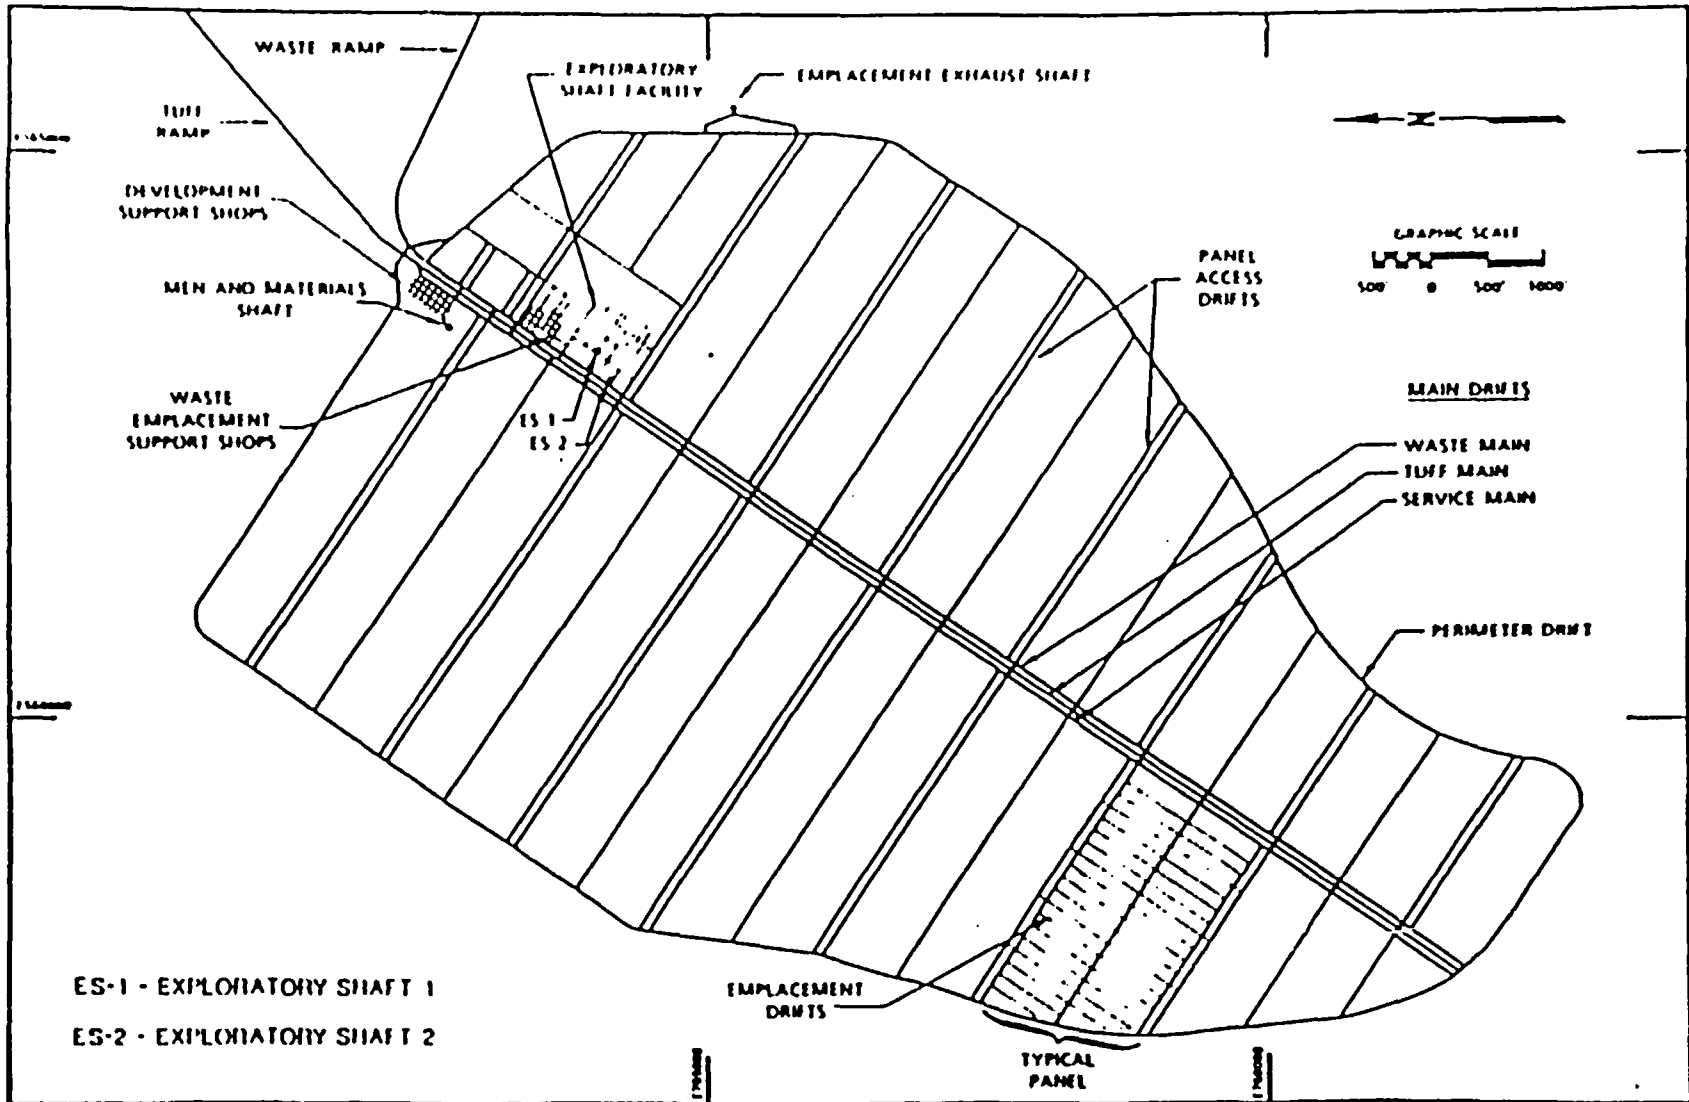 WASTE RAMP
EXPLORATORY
SHAFT FACILITY
EMPLACEMENT EXHAUST SHAFT
TUFF
RAMP
N
DEVELOPMENT
SUPPORT SHOPS
GRAPHIC SCALE
500' 0 500' 1000'
PANEL
ACCESS
DRIFTS
MEN AND MATERIALS
SHAFT
MAIN DRIFTS
WASTE
EMPLACEMENT
SUPPORT SHOPS
ES 1
ES 2
WASTE MAIN
TUFF MAIN
SERVICE MAIN
PERIMETER DRIFT
ES-1 - EXPLORATORY SHAFT 1
ES-2 - EXPLORATORY SHAFT 2
EMPLACEMENT
DRIFTS
TYPICAL
PANEL